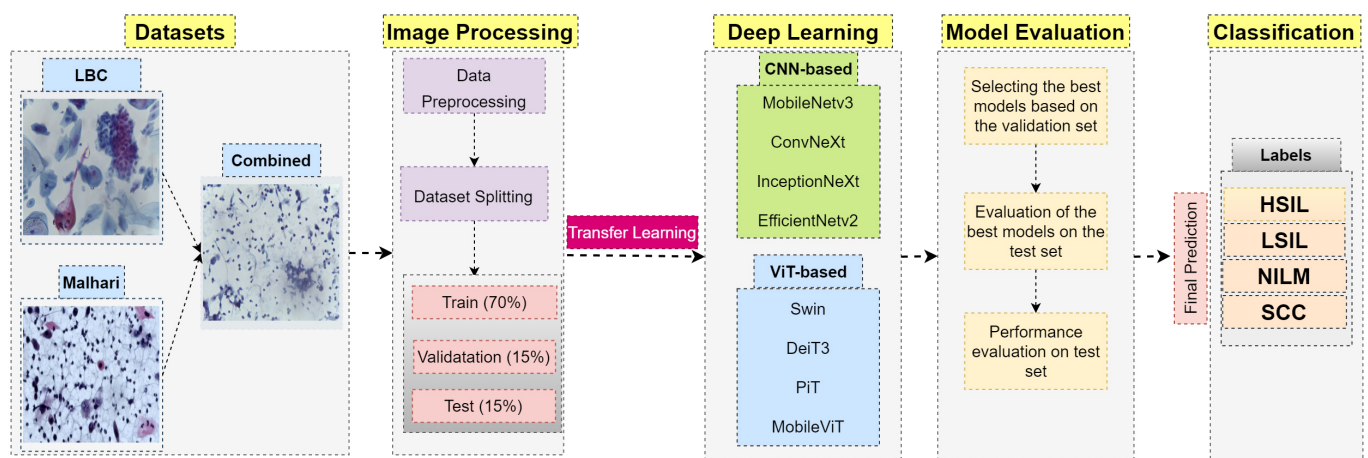 Datasets
LBC
Malhari
Combined
Image Processing
Data
Preprocessing
Dataset Splitting
Train (70%)
Validatation (15%)
Test (15%)
Transfer Learning
Deep Learning
CNN-based
MobileNetv3
ConvNeXt
InceptionNeXt
EfficientNetv2
ViT-based
Swin
DeiT3
PiT
MobileViT
Model Evaluation
Selecting the best
models based on
the validation set
Evaluation of the
best models on the
test set
Performance
evaluation on test
set
Final Prediction
Classification
Labels
HSIL
LSIL
NILM
SCC